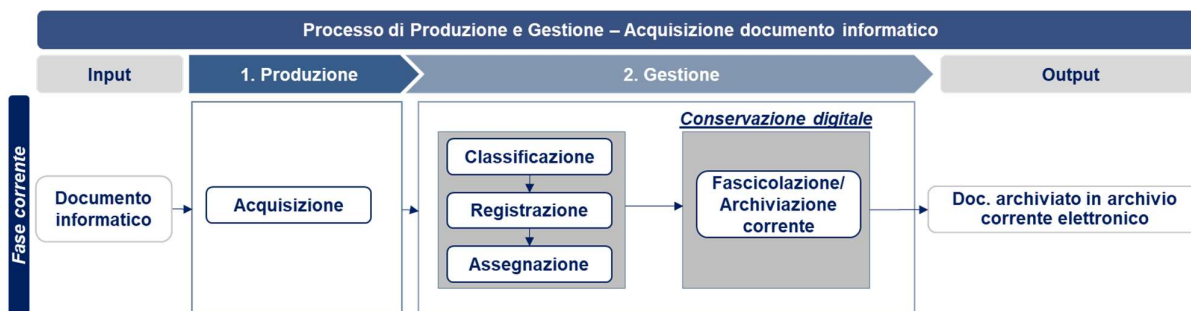 Processo di Produzione e Gestione – Acquisizione documento informatico
Input
1. Produzione
2. Gestione
Output
Fase corrente
Documento
informatico
Acquisizione
Classificazione
Registrazione
Assegnazione
Conservazione digitale
Fascicolazione/
Archiviazione
corrente
Doc. archiviato in archivio
corrente elettronico